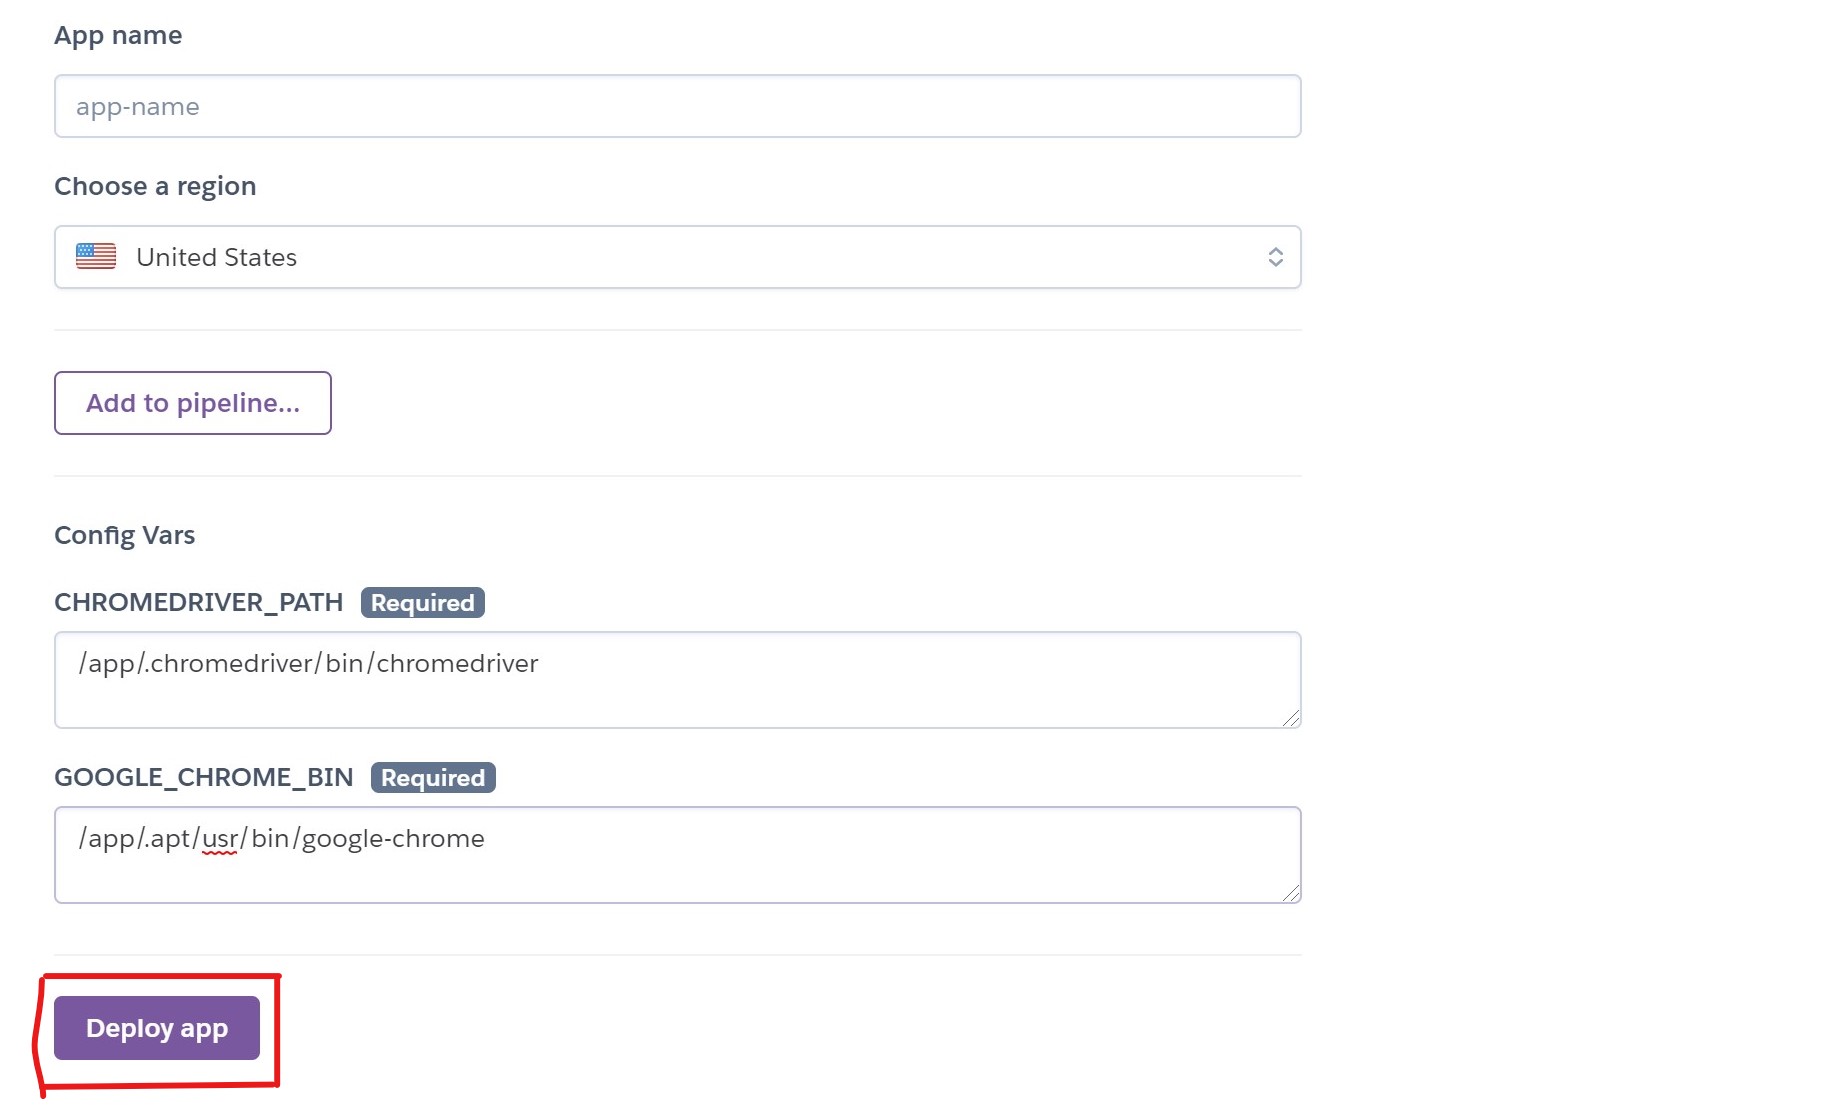 App name
app-name
Choose a region
United States
Add to pipeline...
Config Vars
CHROMEDRIVER_PATH Required
/app/.chromedriver/bin/chromedriver
GOOGLE_CHROME_BIN Required
/app/.apt/usr/bin/google-chrome
Deploy app